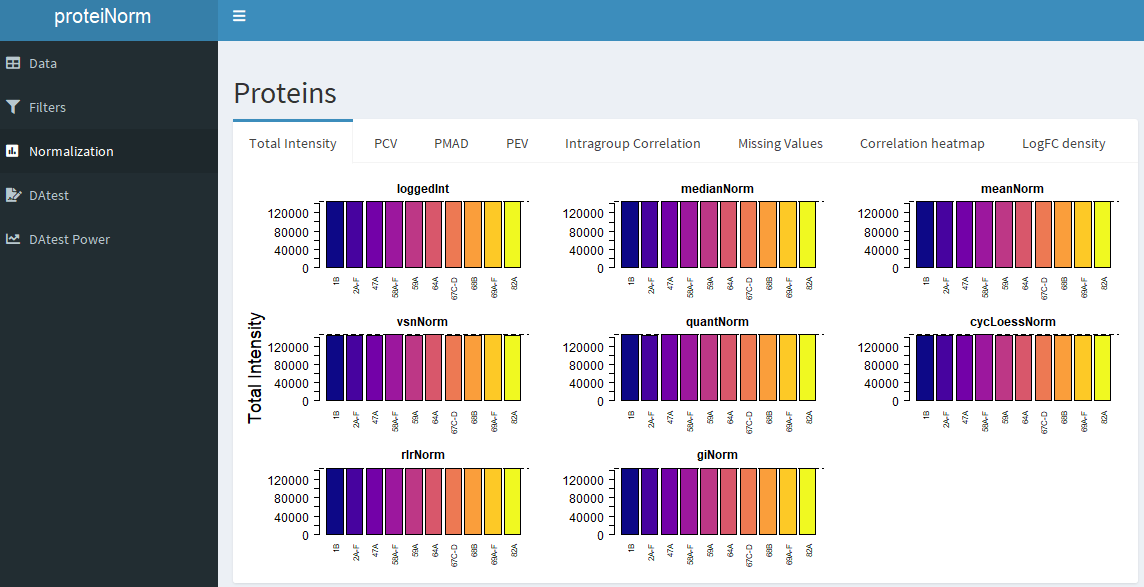 proteiNorm
Data
Filters
Normalization
DAtest
DAtest Power
Proteins
Total Intensity PCV PMAD PEV Intragroup Correlation Missing Values Correlation heatmap LogFC density
Total Intensity
loggedInt
120000
80000
40000
0
1B 2A-F 47A 58A-F 59A 64A 67C-D 68B 69A-F 82A
medianNorm
120000
80000
40000
0
1B 2A-F 47A 58A-F 59A 64A 67C-D 68B 69A-F 82A
meanNorm
120000
80000
40000
0
1B 2A-F 47A 58A-F 59A 64A 67C-D 68B 69A-F 82A
vsnNorm
120000
80000
40000
0
1B 2A-F 47A 58A-F 59A 64A 67C-D 68B 69A-F 82A
quantNorm
120000
80000
40000
0
1B 2A-F 47A 58A-F 59A 64A 67C-D 68B 69A-F 82A
cycLoessNorm
120000
80000
40000
0
1B 2A-F 47A 58A-F 59A 64A 67C-D 68B 69A-F 82A
rlrNorm
120000
80000
40000
0
1B 2A-F 47A 58A-F 59A 64A 67C-D 68B 69A-F 82A
giNorm
120000
80000
40000
0
1B 2A-F 47A 58A-F 59A 64A 67C-D 68B 69A-F 82A